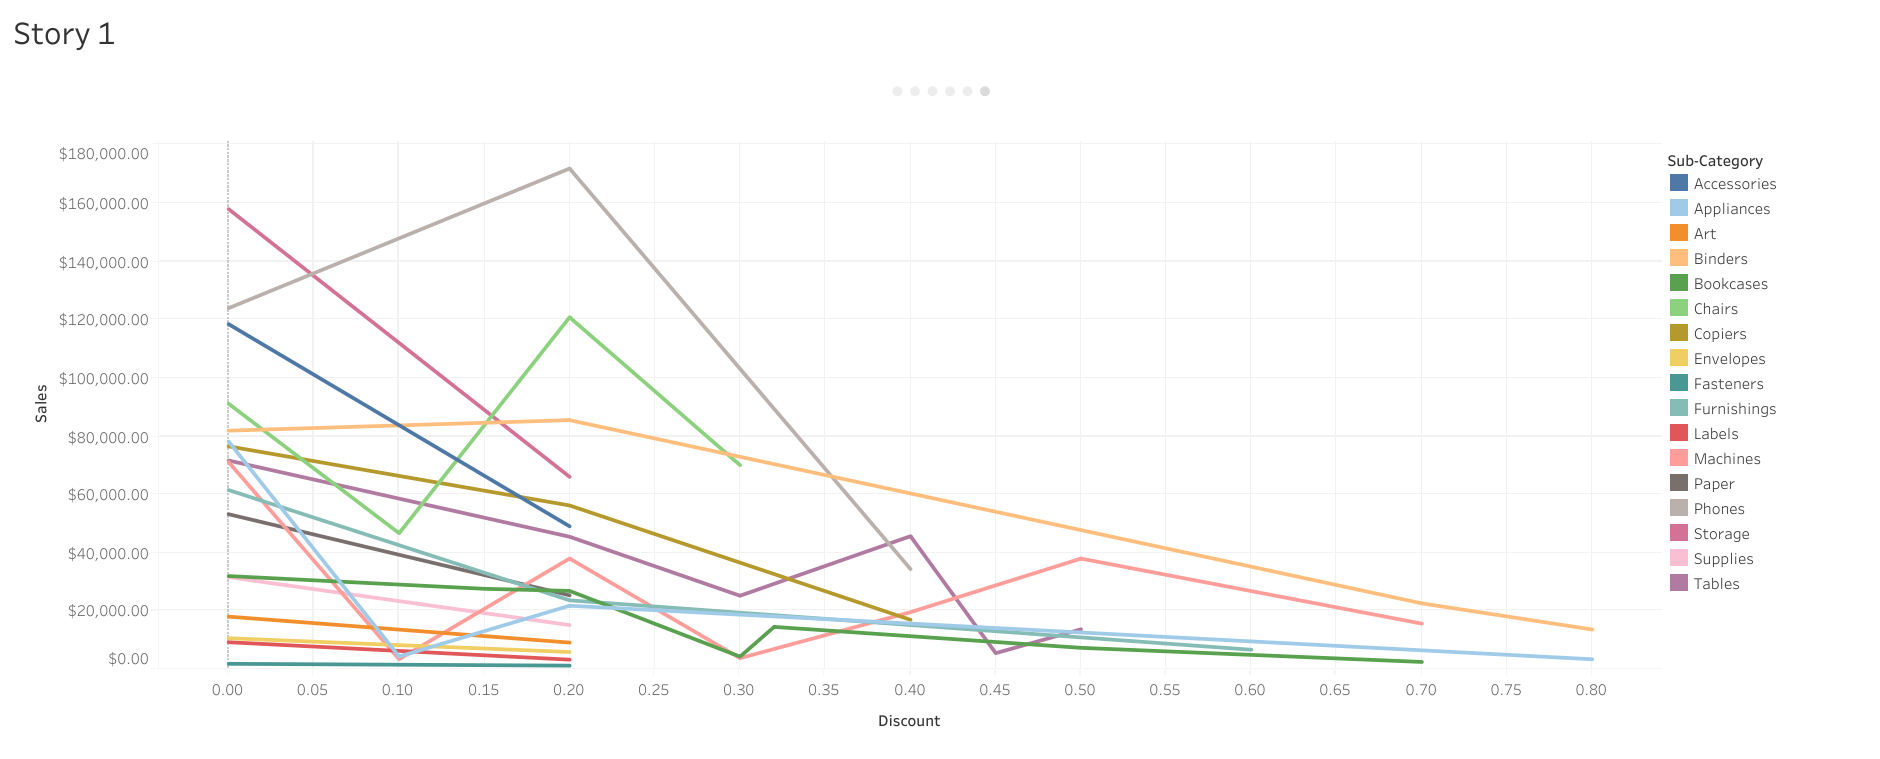 Story 1
$180,000.00
$160,000.00
$140,000.00
$120,000.00
$100,000.00
$80,000.00
$60,000.00
$40,000.00
$20,000.00
$0.00
Sales
0.00 0.05 0.10 0.15 0.20 0.25 0.30 0.35 0.40 0.45 0.50 0.55 0.60 0.65 0.70 0.75 0.80
Discount
Sub-Category
Accessories
Appliances
Art
Binders
Bookcases
Chairs
Copiers
Envelopes
Fasteners
Furnishings
Labels
Machines
Paper
Phones
Storage
Supplies
Tables